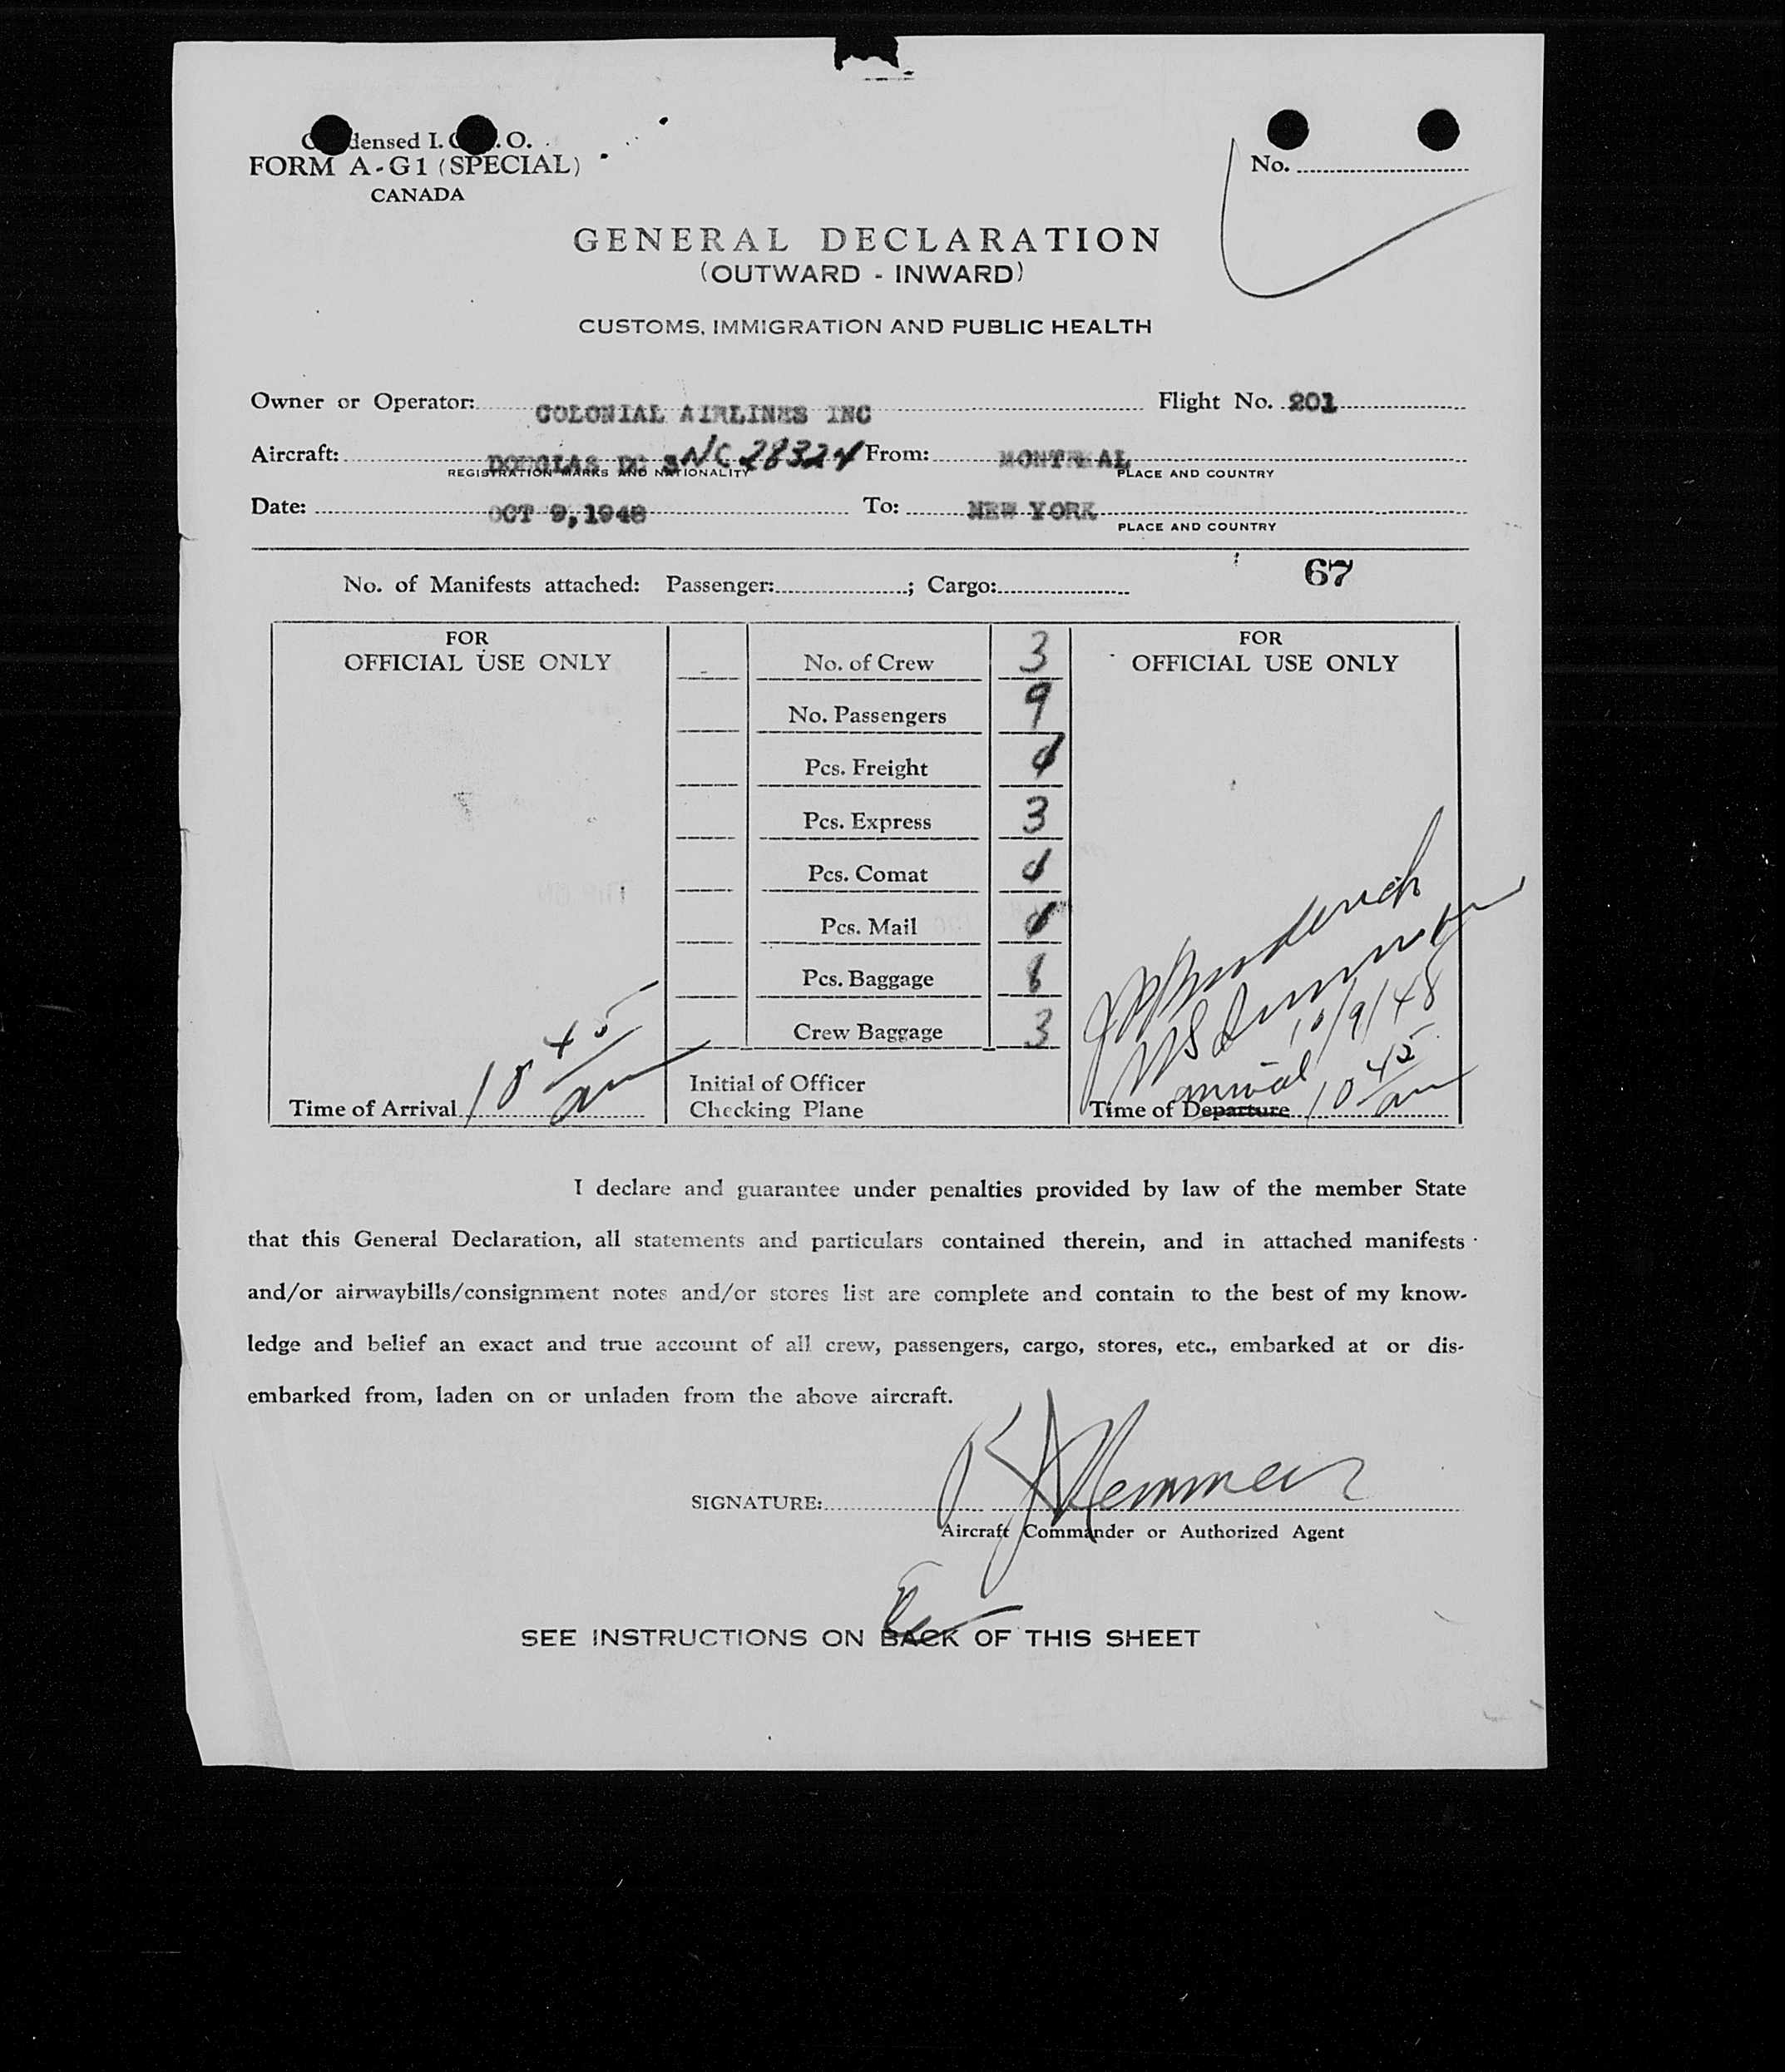 densed I. .O.
FORM A-G1 (SPECIAL)
CANADA
No.
GENERAL DECLARATION
(OUTWARD - INWARD)
CUSTOMS, IMMIGRATION AND PUBLIC HEALTH
Owner or Operator: COLONIAL AIRLINES INC Flight No. 201
Aircraft: DOUGLAS DC 3 NC 28324 From: MONTREAL
REGISTRATION MARKS AND NATIONALITY PLACE AND COUNTRY
Date: OCT 9, 1948 To: NEW YORK
PLACE AND COUNTRY
67
No. of Manifests attached: Passenger: ; Cargo:
FOR
OFFICIAL USE ONLY
No. of Crew 3
No. Passengers 9
Pcs. Freight
Pcs. Express 3
Pcs. Comat
Pcs. Mail
Pcs. Baggage
Crew Baggage 3
FOR
OFFICIAL USE ONLY
10/9/48
arrival
Time of Arrival 10 45 am
Initial of Officer
Checking Plane
Time of Departure 10 45 am
I declare and guarantee under penalties provided by law of the member State
that this General Declaration, all statements and particulars contained therein, and in attached manifests
and/or airwaybills/consignment notes and/or stores list are complete and contain to the best of my know-
ledge and belief an exact and true account of all crew, passengers, cargo, stores, etc., embarked at or dis-
embarked from, laden on or unladen from the above aircraft.
SIGNATURE:
Aircraft Commander or Authorized Agent
SEE INSTRUCTIONS ON BACK OF THIS SHEET